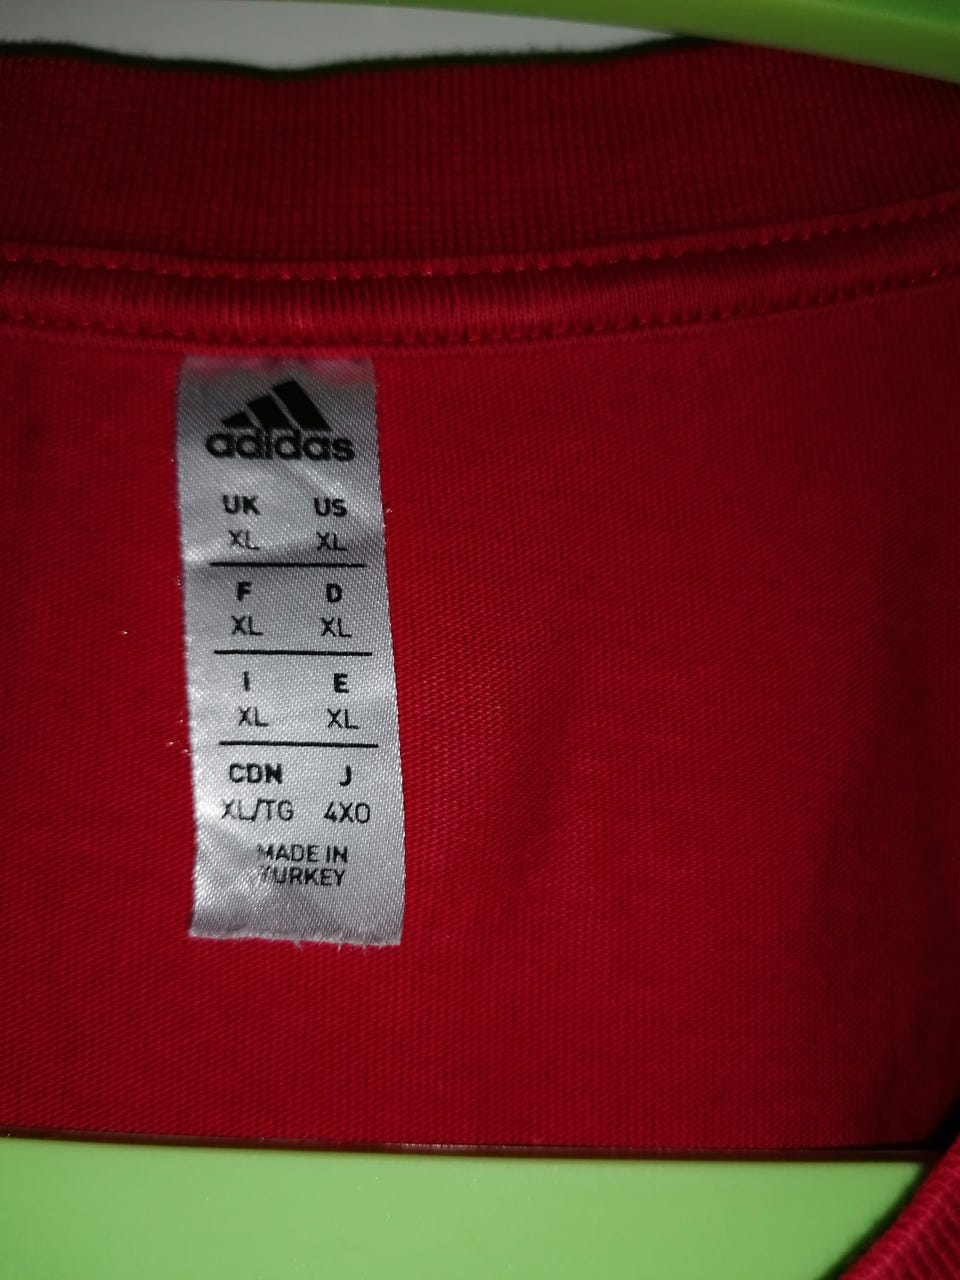 adidas
UK US
XL XL
F D
XL XL
I E
XL XL
CDN J
XL/TG 4XO
MADE IN
TURKEY